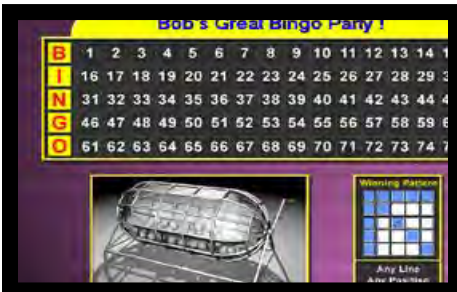 Bob's Great Bingo Party !
B 1 2 3 4 5 6 7 8 9 10 11 12 13 14
I 16 17 18 19 20 21 22 23 24 25 26 27 28 29
N 31 32 33 34 35 36 37 38 39 40 41 42 43 44
G 46 47 48 49 50 51 52 53 54 55 56 57 58 59
O 61 62 63 64 65 66 67 68 69 70 71 72 73 74
Winning Pattern
Any Line
Any Position